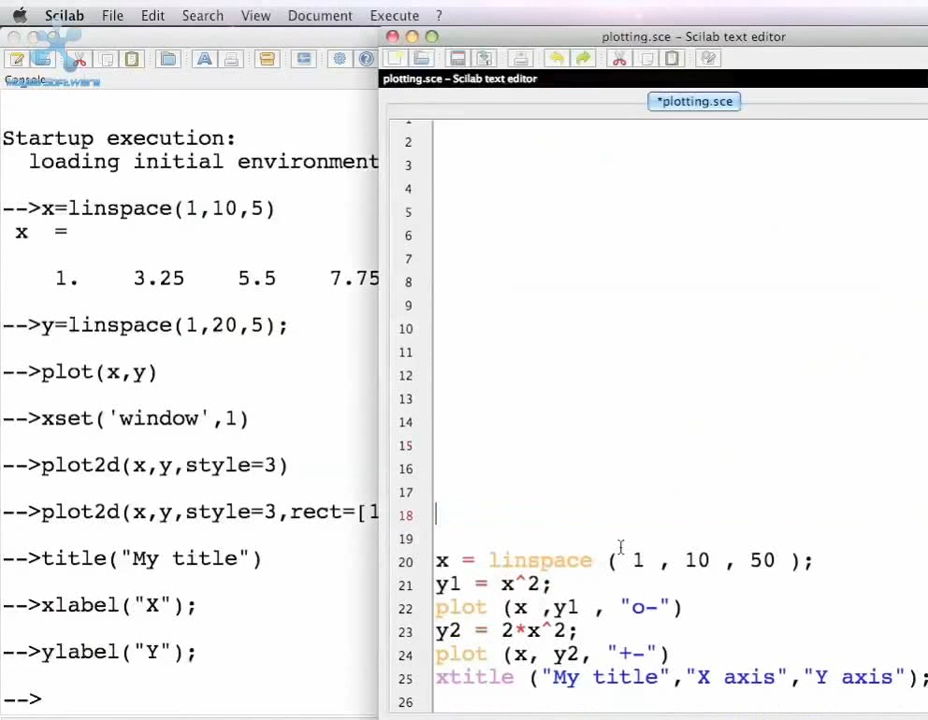 Scilab File Edit Search View Document Execute ?
plotting.sce – Scilab text editor
Console
plotting.sce – Scilab text editor
*plotting.sce
Startup execution:
loading initial environment
-->x=linspace(1,10,5)
x =
1. 3.25 5.5 7.75
-->y=linspace(1,20,5);
-->plot(x,y)
-->xset('window',1)
-->plot2d(x,y,style=3)
-->plot2d(x,y,style=3,rect=[1
-->title("My title")
-->xlabel("X");
-->ylabel("Y");
-->
1
2
3
4
5
6
7
8
9
10
11
12
13
14
15
16
17
18
19
20 x = linspace ( 1 , 10 , 50 );
21 y1 = x^2;
22 plot (x ,y1 , "o-")
23 y2 = 2*x^2;
24 plot (x, y2, "+-")
25 xtitle ("My title","X axis","Y axis");
26